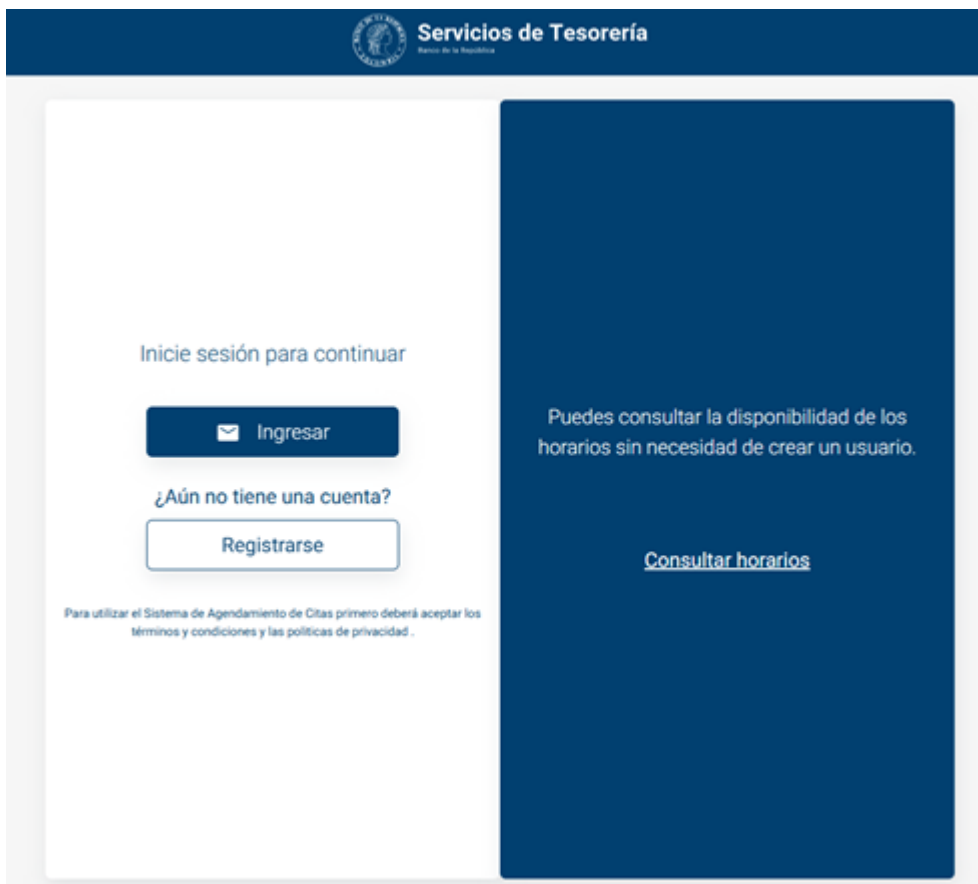 Servicios de Tesorería
Banco de la República
Inicie sesión para continuar
Ingresar
¿Aún no tiene una cuenta?
Registrarse
Para utilizar el Sistema de Agendamiento de Citas primero deberá aceptar los
términos y condiciones y las políticas de privacidad .
Puedes consultar la disponibilidad de los
horarios sin necesidad de crear un usuario.
Consultar horarios